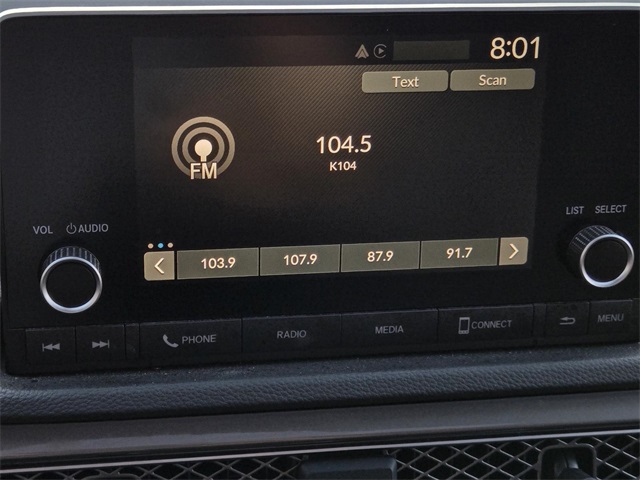 8:01
Text Scan
104.5
K104
FM
LIST SELECT
VOL AUDIO
103.9 107.9 87.9 91.7
PHONE RADIO MEDIA CONNECT MENU